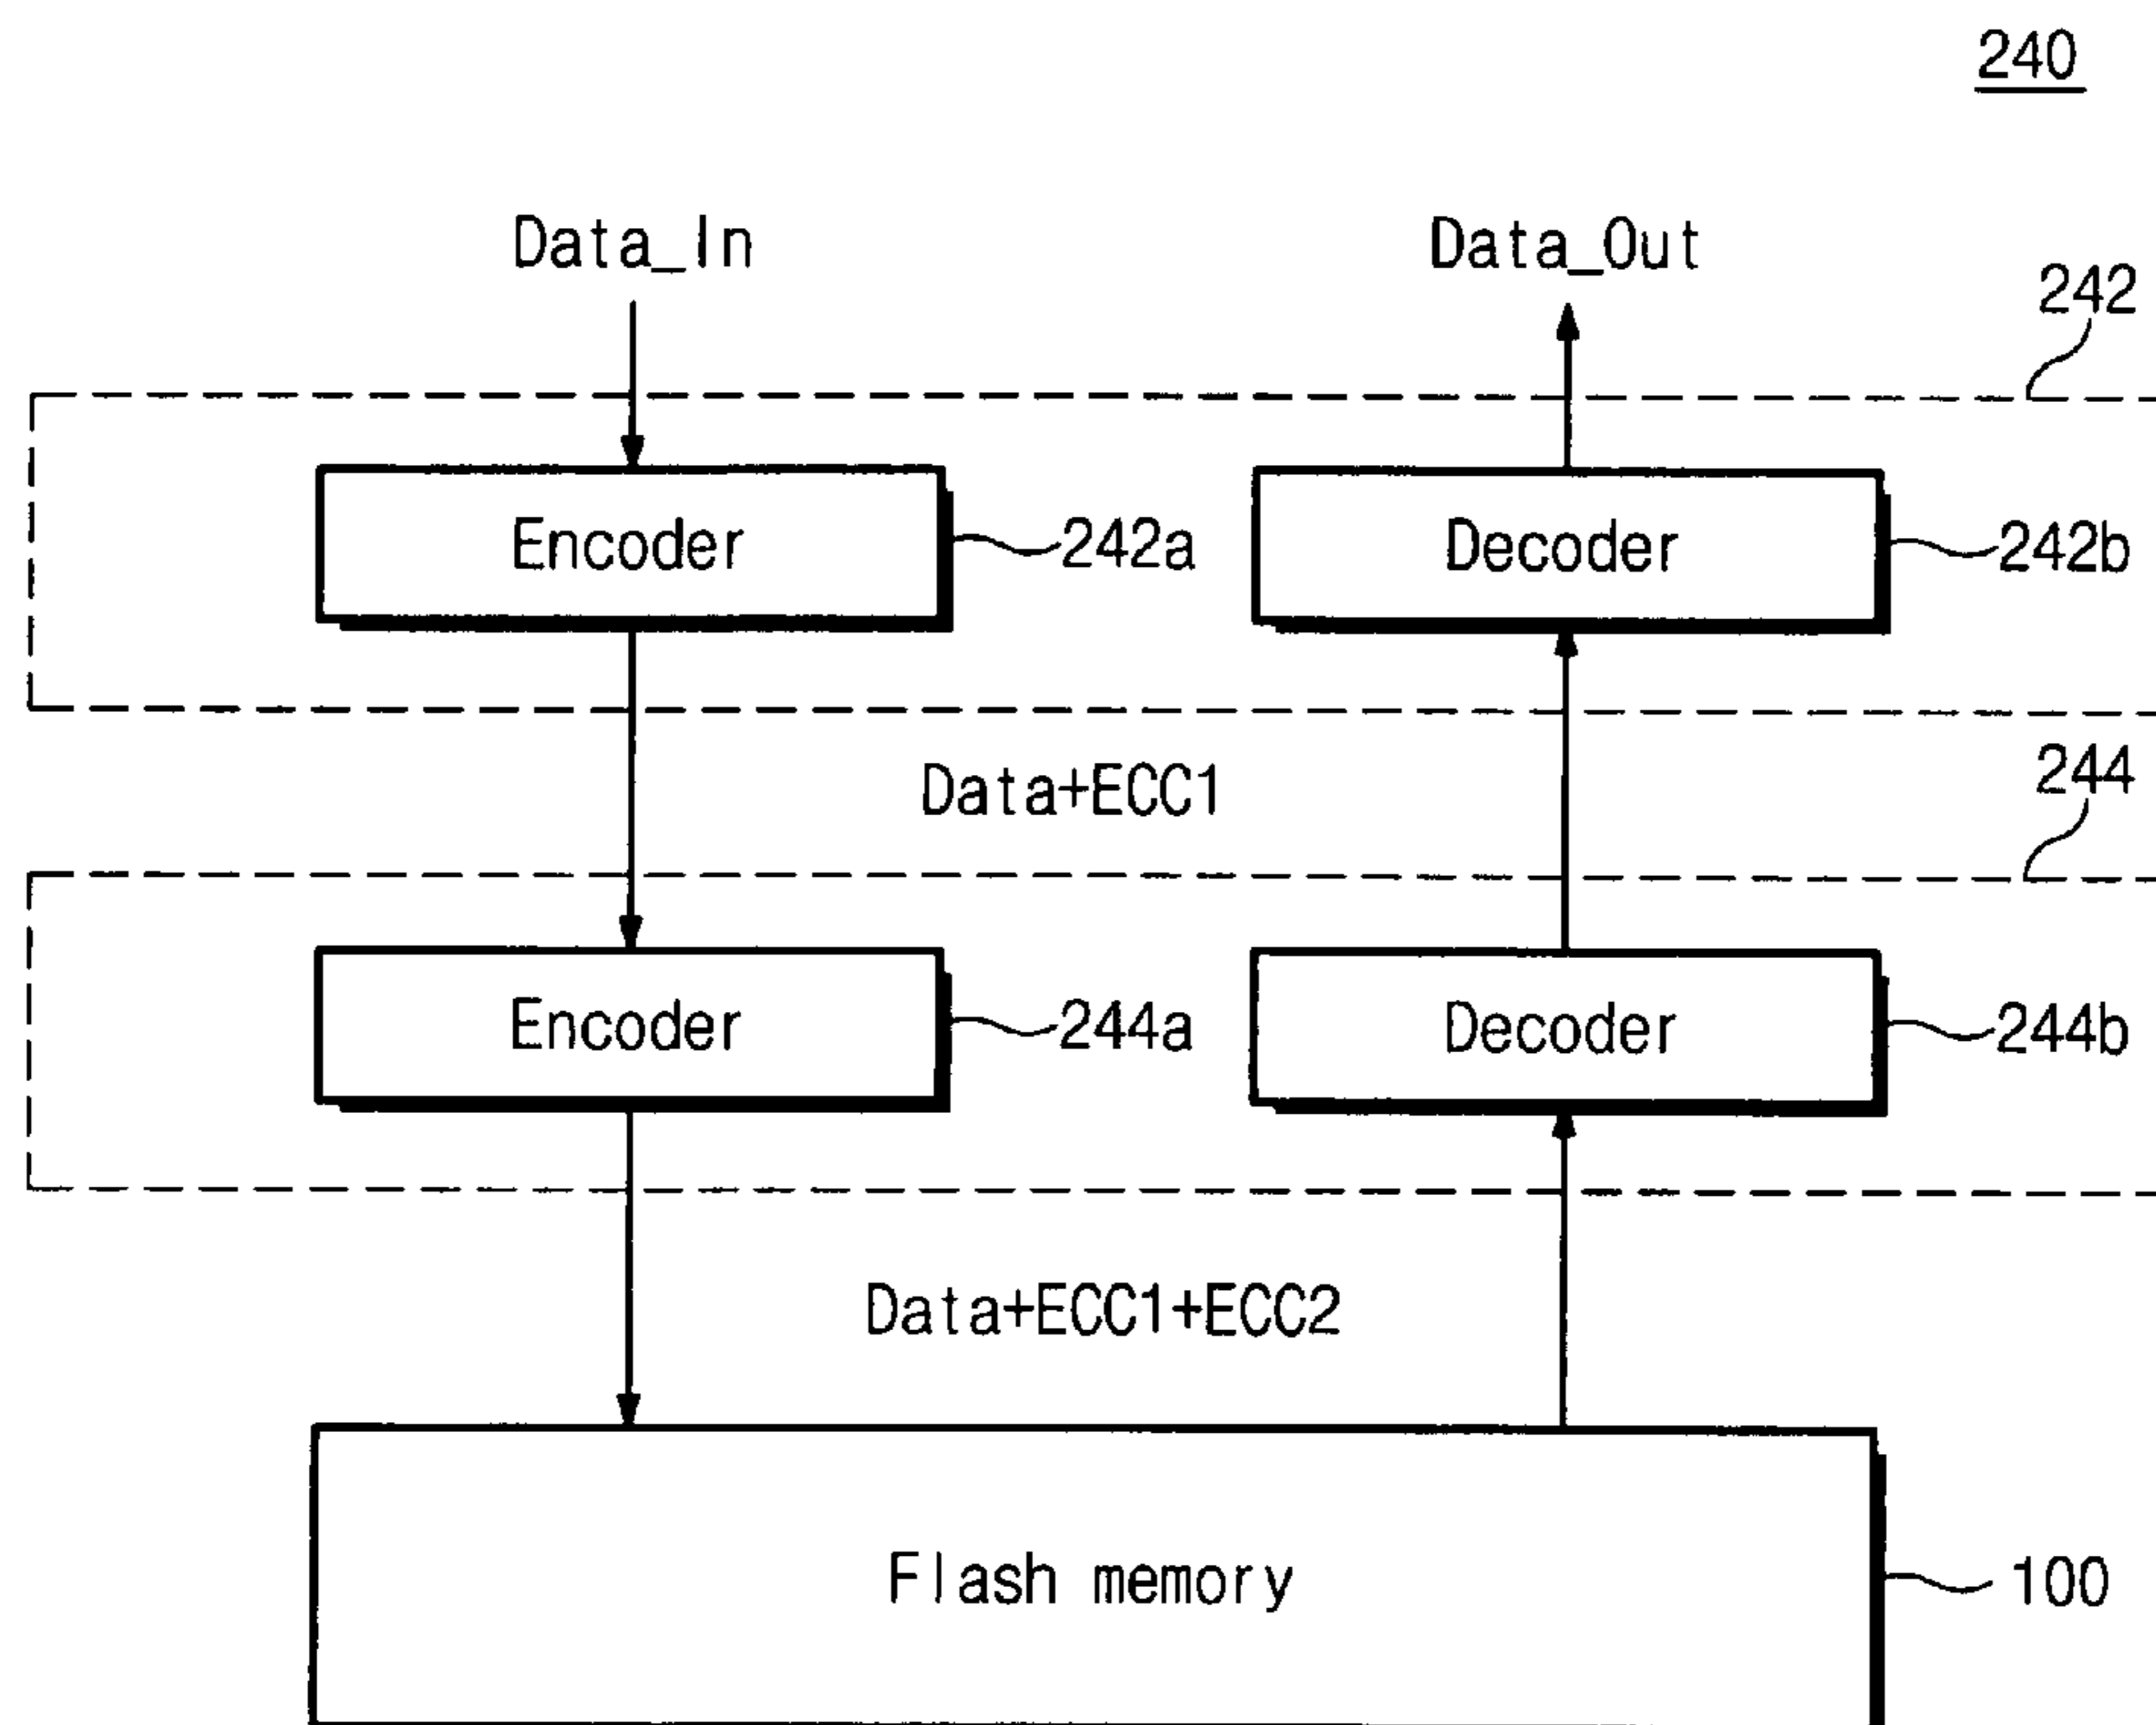 240
Data_In
Data_Out
242
Encoder
242a
Decoder
242b
Data+ECC1
244
Encoder
244a
Decoder
244b
Data+ECC1+ECC2
Flash memory
100